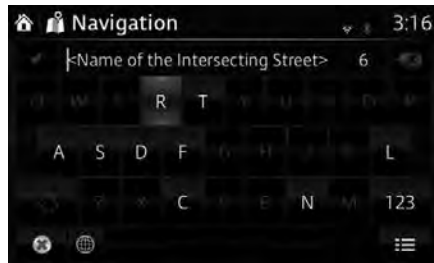 Navigation 3:16
<Name of the Intersecting Street> 6
Q W R T Y U O P
A S D F G H J L
Z X C V B N M 123